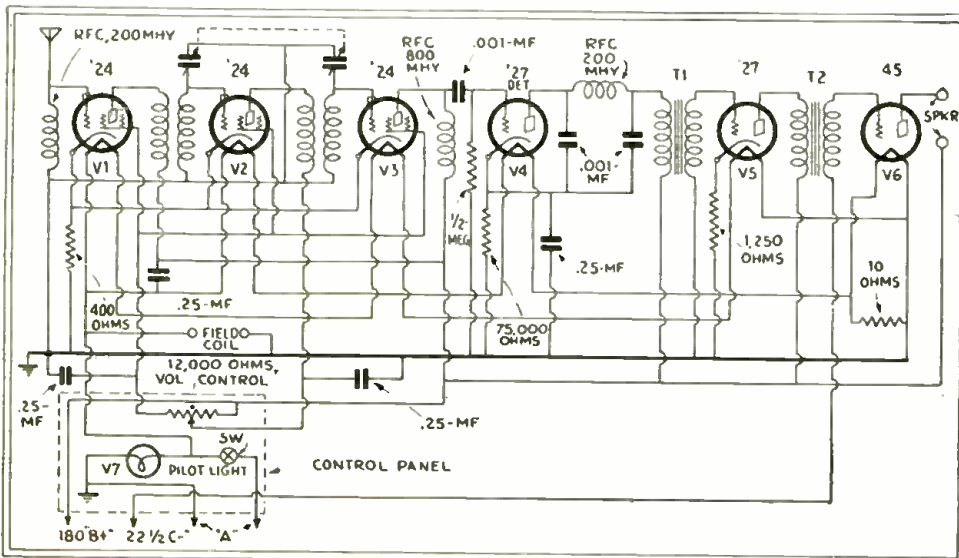 RFC, 200MHY
'24
V1
'24
V2
'24
V3
RFC
800
MHY
.001-MF
'27
DET
V4
RFC
200
MHY
.001-
MF
T1
'27
V5
T2
45
V6
SPKR
400
OHMS
.25-MF
1/2-
MEG.
75,000
OHMS
.25-MF
1,250
OHMS
10
OHMS
FIELD
COIL
12,000 OHMS,
VOL. CONTROL
.25-
MF
.25-MF
SW
V7
PILOT LIGHT
CONTROL PANEL
180"B+"
22 1/2 C-"
"A"